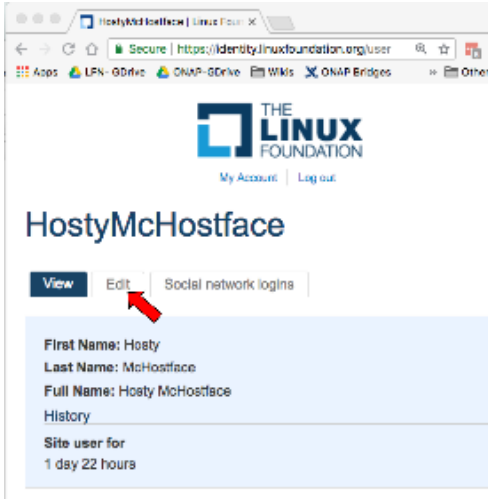 HostyMcHostface | Linux Foun
Secure | https://identity.linuxfoundation.org/user
Apps LFN-GDrive ONAP-GDrive Wikis ONAP Bridges » Other
THE
LINUX
FOUNDATION
My Account | Log out
HostyMcHostface
View Edit Social network logins
First Name: Hosty
Last Name: McHostface
Full Name: Hosty McHostface
History
Site user for
1 day 22 hours